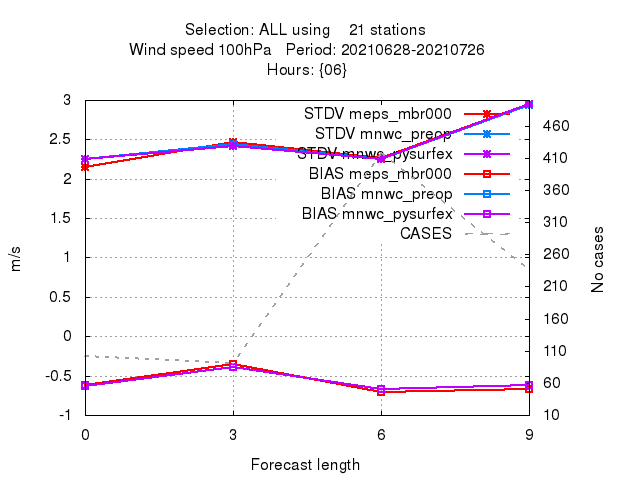 Selection: ALL using 21 stations
Wind speed 100hPa Period: 20210628-20210726
Hours: {06}
STDV meps_mbr000
STDV mnwc_preop
STDV mnwc_pysurfex
BIAS meps_mbr000
BIAS mnwc_preop
BIAS mnwc_pysurfex
CASES
3
2.5
2
1.5
1
0.5
0
-0.5
-1
m/s
460
410
360
310
260
210
160
110
60
10
No cases
0 3 6 9
Forecast length